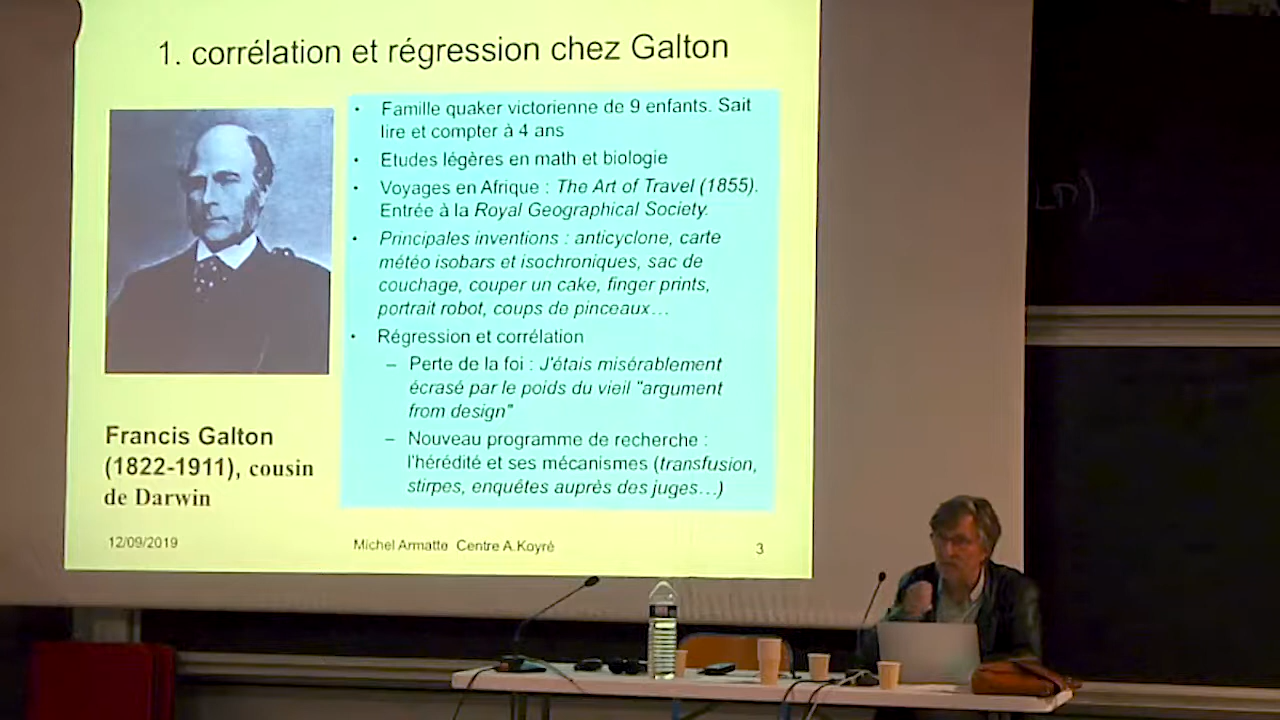 1. corrélation et régression chez Galton
• Famille quaker victorienne de 9 enfants. Sait
lire et compter à 4 ans
• Etudes légères en math et biologie
• Voyages en Afrique : The Art of Travel (1855).
Entrée à la Royal Geographical Society.
• Principales inventions : anticyclone, carte
météo isobars et isochroniques, sac de
couchage, couper un cake, finger prints,
portrait robot, coups de pinceaux…
• Régression et corrélation
– Perte de la foi : J'étais misérablement
écrasé par le poids du vieil "argument
from design"
– Nouveau programme de recherche :
l'hérédité et ses mécanismes (transfusion,
stirpes, enquêtes auprès des juges…)
Francis Galton
(1822-1911), cousin
de Darwin
12/09/2019
Michel Armatte Centre A.Koyré
3